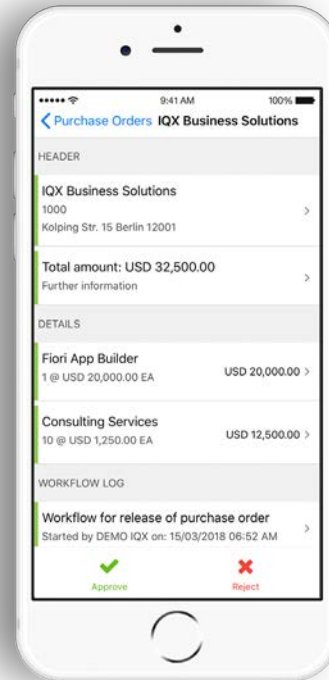 9:41 AM 100%
Purchase Orders IQX Business Solutions
HEADER
IQX Business Solutions
1000
Kolping Str. 15 Berlin 12001
Total amount: USD 32,500.00
Further information
DETAILS
Fiori App Builder
1 @ USD 20,000.00 EA
USD 20,000.00
Consulting Services
10 @ USD 1,250.00 EA
USD 12,500.00
WORKFLOW LOG
Workflow for release of purchase order
Started by DEMO IQX on: 15/03/2018 06:52 AM
Approve Reject